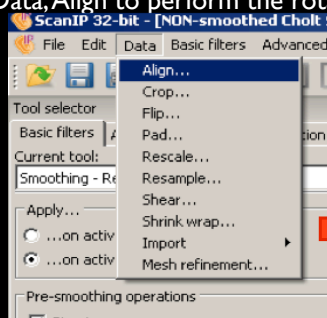 Data, Align to perform the rot
ScanIP 32-bit - [NON-smoothed Cholt
File Edit Data Basic filters Advanced
Align...
Crop...
Flip...
Pad...
Rescale...
Resample...
Shear...
Shrink wrap...
Import
Mesh refinement...
Tool selector
Basic filters
Current tool:
Smoothing - Re
Apply...
...on activ
...on activ
Pre-smoothing operations